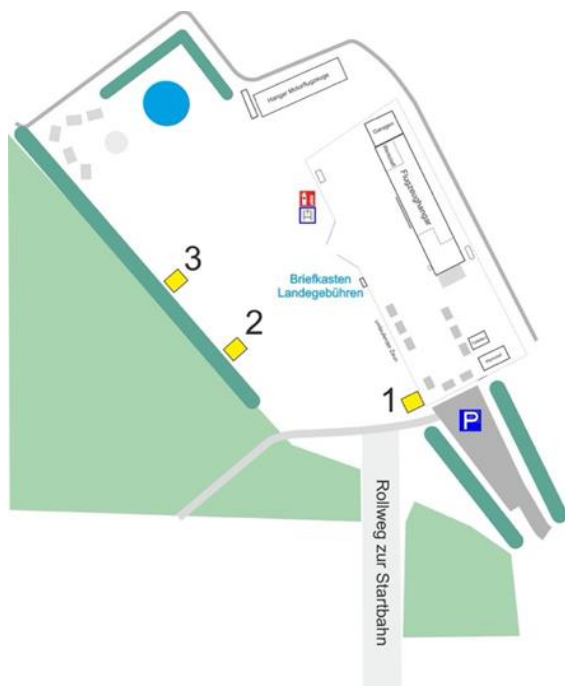 Hangar Motorflugzeuge
Garagen
Flugzeughangar
3
Briefkasten
Landegebühren
2
1
P
Rollweg zur Startbahn